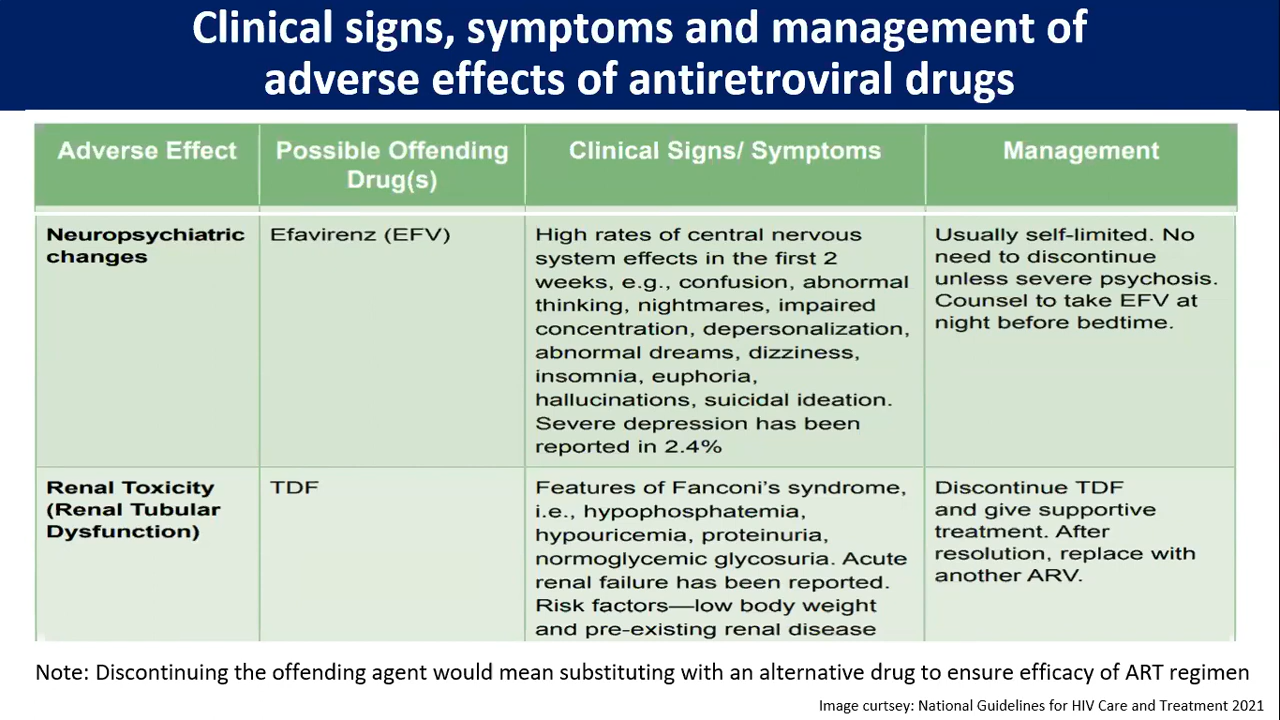 Clinical signs, symptoms and management of
adverse effects of antiretroviral drugs
Adverse Effect
Possible Offending
Drug(s)
Clinical Signs/ Symptoms
Management
Neuropsychiatric
changes
Efavirenz (EFV)
High rates of central nervous
system effects in the first 2
weeks, e.g., confusion, abnormal
thinking, nightmares, impaired
concentration, depersonalization,
abnormal dreams, dizziness,
insomnia, euphoria,
hallucinations, suicidal ideation.
Severe depression has been
reported in 2.4%
Usually self-limited. No
need to discontinue
unless severe psychosis.
Counsel to take EFV at
night before bedtime.
Renal Toxicity
(Renal Tubular
Dysfunction)
TDF
Features of Fanconi's syndrome,
i.e., hypophosphatemia,
hypouricemia, proteinuria,
normoglycemic glycosuria. Acute
renal failure has been reported.
Risk factors—low body weight
and pre-existing renal disease
Discontinue TDF
and give supportive
treatment. After
resolution, replace with
another ARV.
Note: Discontinuing the offending agent would mean substituting with an alternative drug to ensure efficacy of ART regimen
Image curtsey: National Guidelines for HIV Care and Treatment 2021